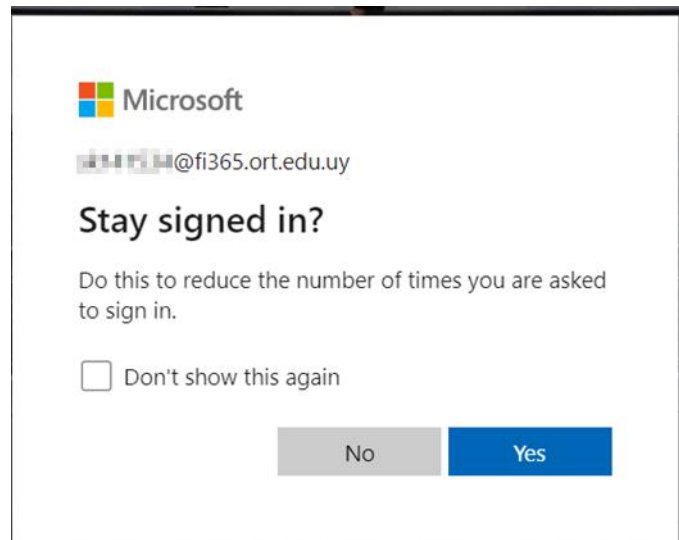 Microsoft
@fi365.ort.edu.uy
Stay signed in?
Do this to reduce the number of times you are asked
to sign in.
Don't show this again
No
Yes